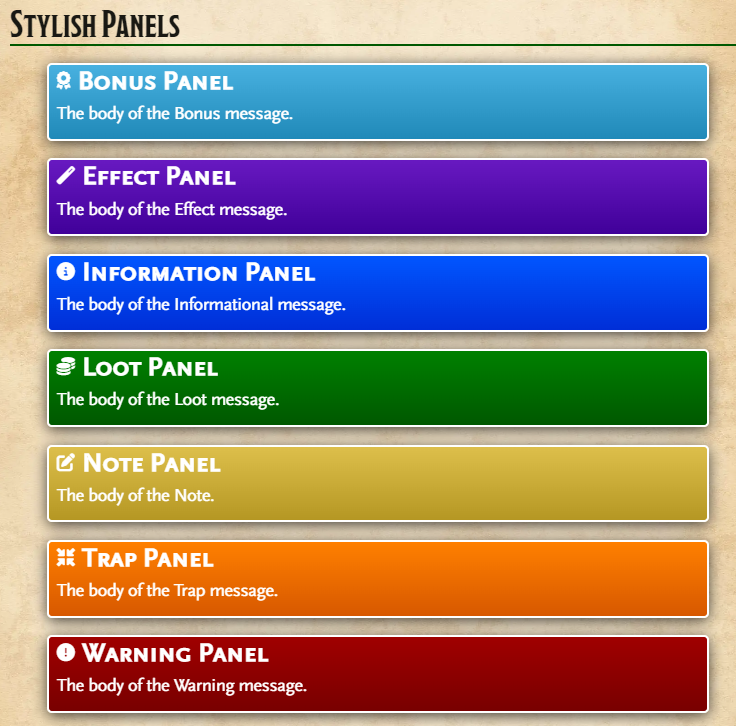 Stylish Panels
Bonus Panel
The body of the Bonus message.
Effect Panel
The body of the Effect message.
Information Panel
The body of the Informational message.
Loot Panel
The body of the Loot message.
Note Panel
The body of the Note.
Trap Panel
The body of the Trap message.
Warning Panel
The body of the Warning message.